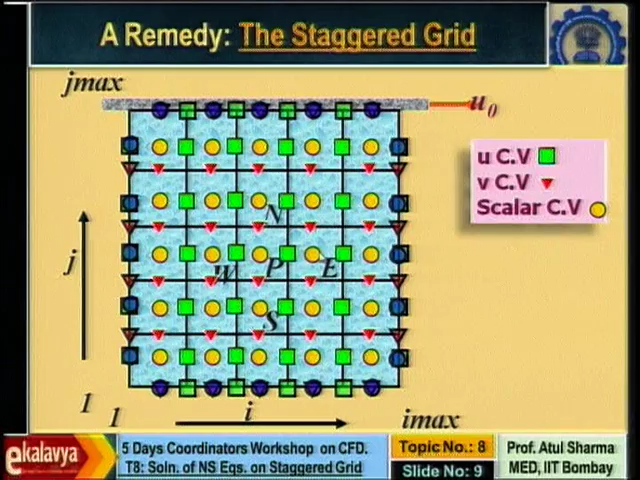 A Remedy: The Staggered Grid
jmax
u0
u C.V
v C.V
Scalar C.V
N
W P E
S
j
1
1
i
imax
ekalavya
5 Days Coordinators Workshop on CFD.
T8: Soln. of NS Eqs. on Staggered Grid
Topic No.: 8
Slide No: 9
Prof. Atul Sharma
MED, IIT Bombay